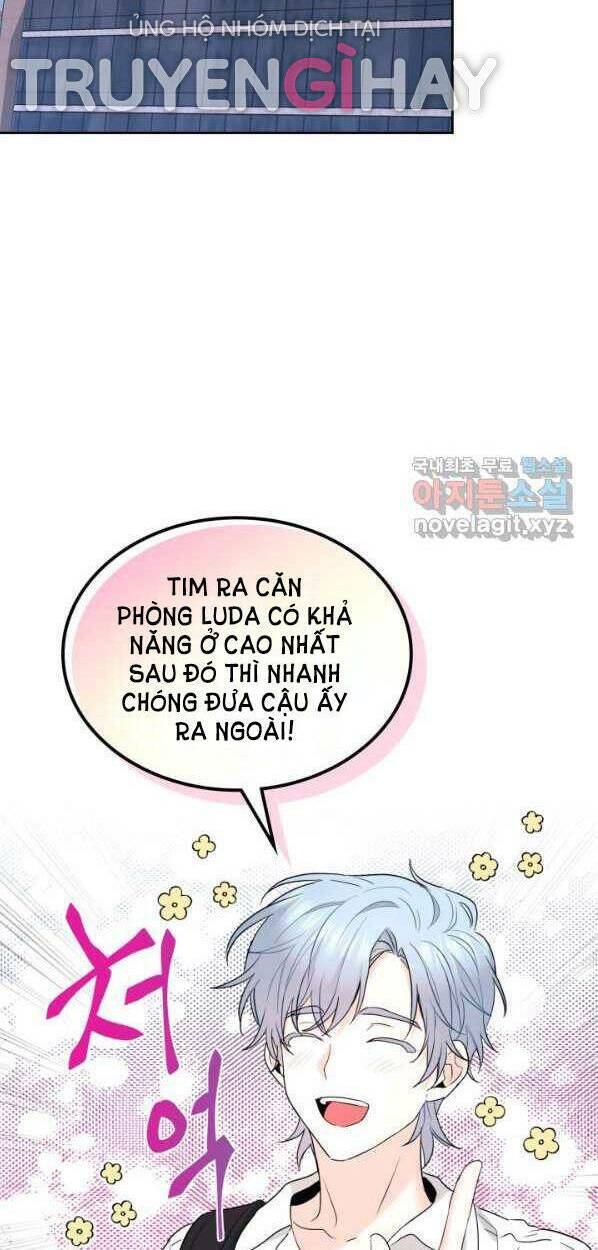 ỦNG HỘ NHÓM DỊCH TẠI
TRUYENGIHAY
국내최초 무료 웹소설
아지툰소설
novelagit.xyz
TIM RA CĂN
PHÒNG LUDA CÓ KHẢ
NĂNG Ở CAO NHẤT
SAU ĐÓ THÌ NHANH
CHÓNG ĐƯA CẬU ẤY
RA NGOÀI!
처
억